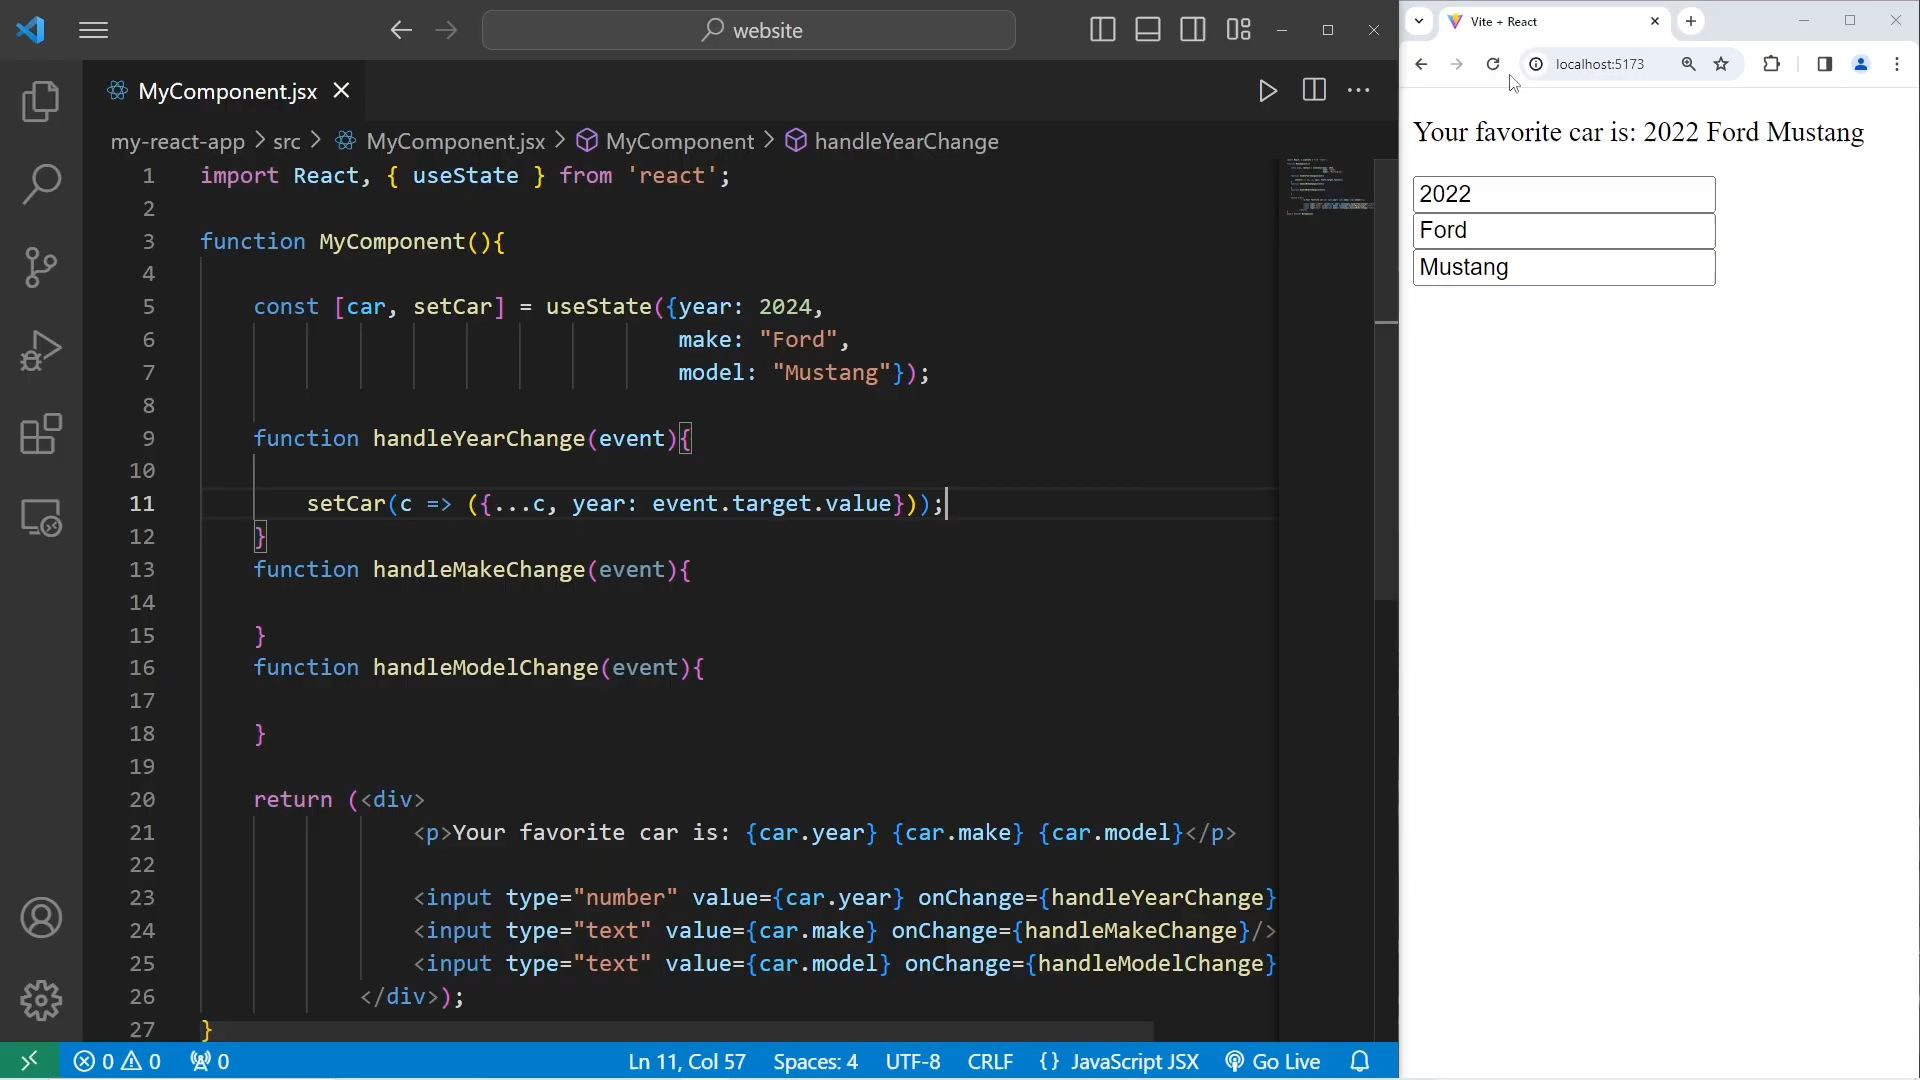 website
MyComponent.jsx
my-react-app > src > MyComponent.jsx > MyComponent > handleYearChange
1 import React, { useState } from 'react';
2
3 function MyComponent(){
4
5 const [car, setCar] = useState({year: 2024,
6 make: "Ford",
7 model: "Mustang"});
8
9 function handleYearChange(event){
10
11 setCar(c => ({...c, year: event.target.value}));
12 }
13 function handleMakeChange(event){
14
15 }
16 function handleModelChange(event){
17
18 }
19
20 return (<div>
21 <p>Your favorite car is: {car.year} {car.make} {car.model}</p>
22
23 <input type="number" value={car.year} onChange={handleYearChange}
24 <input type="text" value={car.make} onChange={handleMakeChange}/>
25 <input type="text" value={car.model} onChange={handleModelChange}
26 </div>);
27 }
0 0 0 Ln 11, Col 57 Spaces: 4 UTF-8 CRLF {} JavaScript JSX Go Live
Vite + React
localhost:5173
Your favorite car is: 2022 Ford Mustang
2022
Ford
Mustang